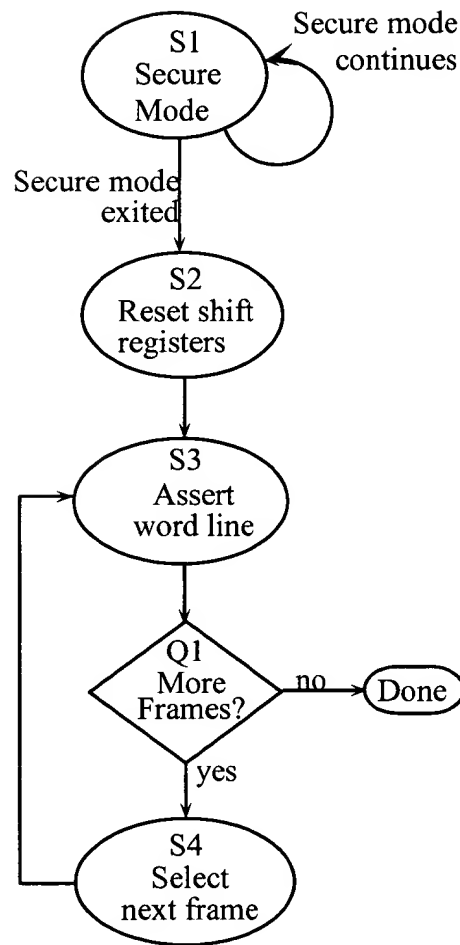 S1
Secure
Mode
Secure mode
continues
Secure mode
exited
S2
Reset shift
registers
S3
Assert
word line
Q1
More
Frames?
no
Done
yes
S4
Select
next frame